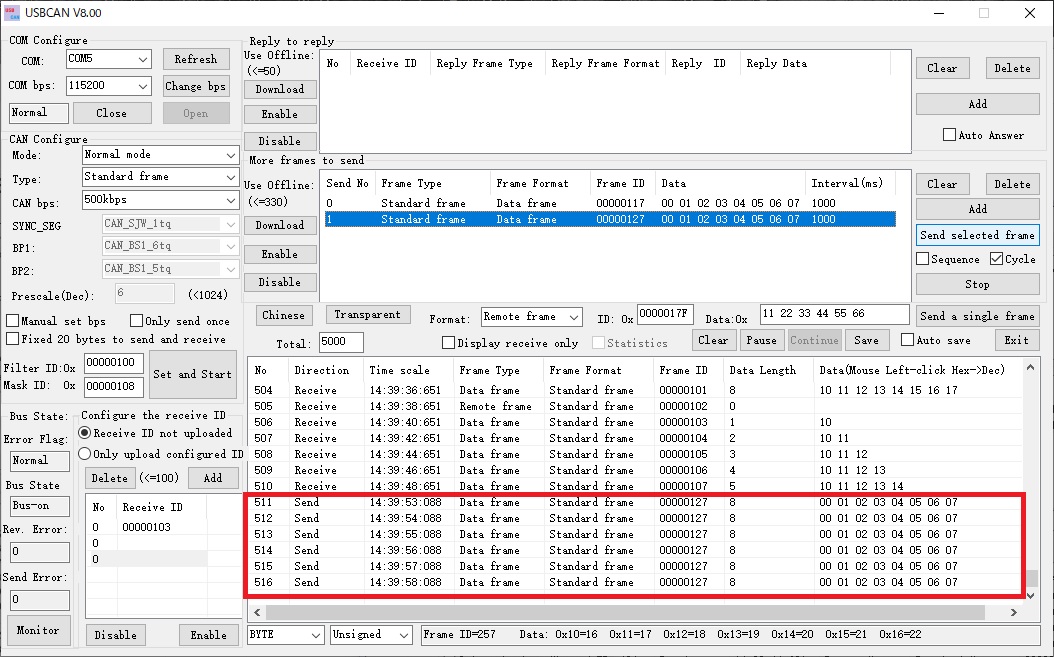 USBCAN V8.00
COM Configure
COM: COM5 Refresh
COM bps: 115200 Change bps
Normal Close Open
CAN Configure
Mode: Normal mode
Type: Standard frame
CAN bps: 500kbps
SYNC_SEG CAN_SJW_1tq
BP1: CAN_BS1_6tq
BP2: CAN_BS1_5tq
Prescale(Dec): 6 (<1024)
Manual set bps Only send once
Fixed 20 bytes to send and receive
Filter ID:0x 00000100
Mask ID: 0x 00000108
Set and Start
Bus State:
Error Flag:
Normal
Bus State
Bus-on
Rev. Error:
0
Send Error:
0
Monitor
Configure the receive ID
Receive ID not uploaded
Only upload configured ID
Delete (<=100) Add
No Receive ID
0 00000103
0
0
Disable Enable
Reply to reply
Use Offline:
(<=50)
Download
Enable
Disable
No Receive ID Reply Frame Type Reply Frame Format Reply ID Reply Data
Clear Delete
Add
Auto Answer
More frames to send
Use Offline:
(<=330)
Download
Enable
Disable
Send No Frame Type Frame Format Frame ID Data Interval(ms)
0 Standard frame Data frame 00000117 00 01 02 03 04 05 06 07 1000
1 Standard frame Data frame 00000127 00 01 02 03 04 05 06 07 1000
Clear Delete
Add
Send selected frame
Sequence Cycle
Stop
Chinese Transparent Format: Remote frame ID: 0x 0000017F Data:0x 11 22 33 44 55 66 Send a single frame
Total: 5000 Display receive only Statistics Clear Pause Continue Save Auto save Exit
No Direction Time scale Frame Type Frame Format Frame ID Data Length Data(Mouse Left-click Hex->Dec)
504 Receive 14:39:36:651 Data frame Standard frame 00000101 8 10 11 12 13 14 15 16 17
505 Receive 14:39:38:651 Remote frame Standard frame 00000102 0
506 Receive 14:39:40:651 Data frame Standard frame 00000103 1 10
507 Receive 14:39:42:651 Data frame Standard frame 00000104 2 10 11
508 Receive 14:39:44:651 Data frame Standard frame 00000105 3 10 11 12
509 Receive 14:39:46:651 Data frame Standard frame 00000106 4 10 11 12 13
510 Receive 14:39:48:651 Data frame Standard frame 00000107 5 10 11 12 13 14
511 Send 14:39:53:088 Data frame Standard frame 00000127 8 00 01 02 03 04 05 06 07
512 Send 14:39:54:088 Data frame Standard frame 00000127 8 00 01 02 03 04 05 06 07
513 Send 14:39:55:088 Data frame Standard frame 00000127 8 00 01 02 03 04 05 06 07
514 Send 14:39:56:088 Data frame Standard frame 00000127 8 00 01 02 03 04 05 06 07
515 Send 14:39:57:088 Data frame Standard frame 00000127 8 00 01 02 03 04 05 06 07
516 Send 14:39:58:088 Data frame Standard frame 00000127 8 00 01 02 03 04 05 06 07
BYTE Unsigned Frame ID=257 Data: 0x10=16 0x11=17 0x12=18 0x13=19 0x14=20 0x15=21 0x16=22